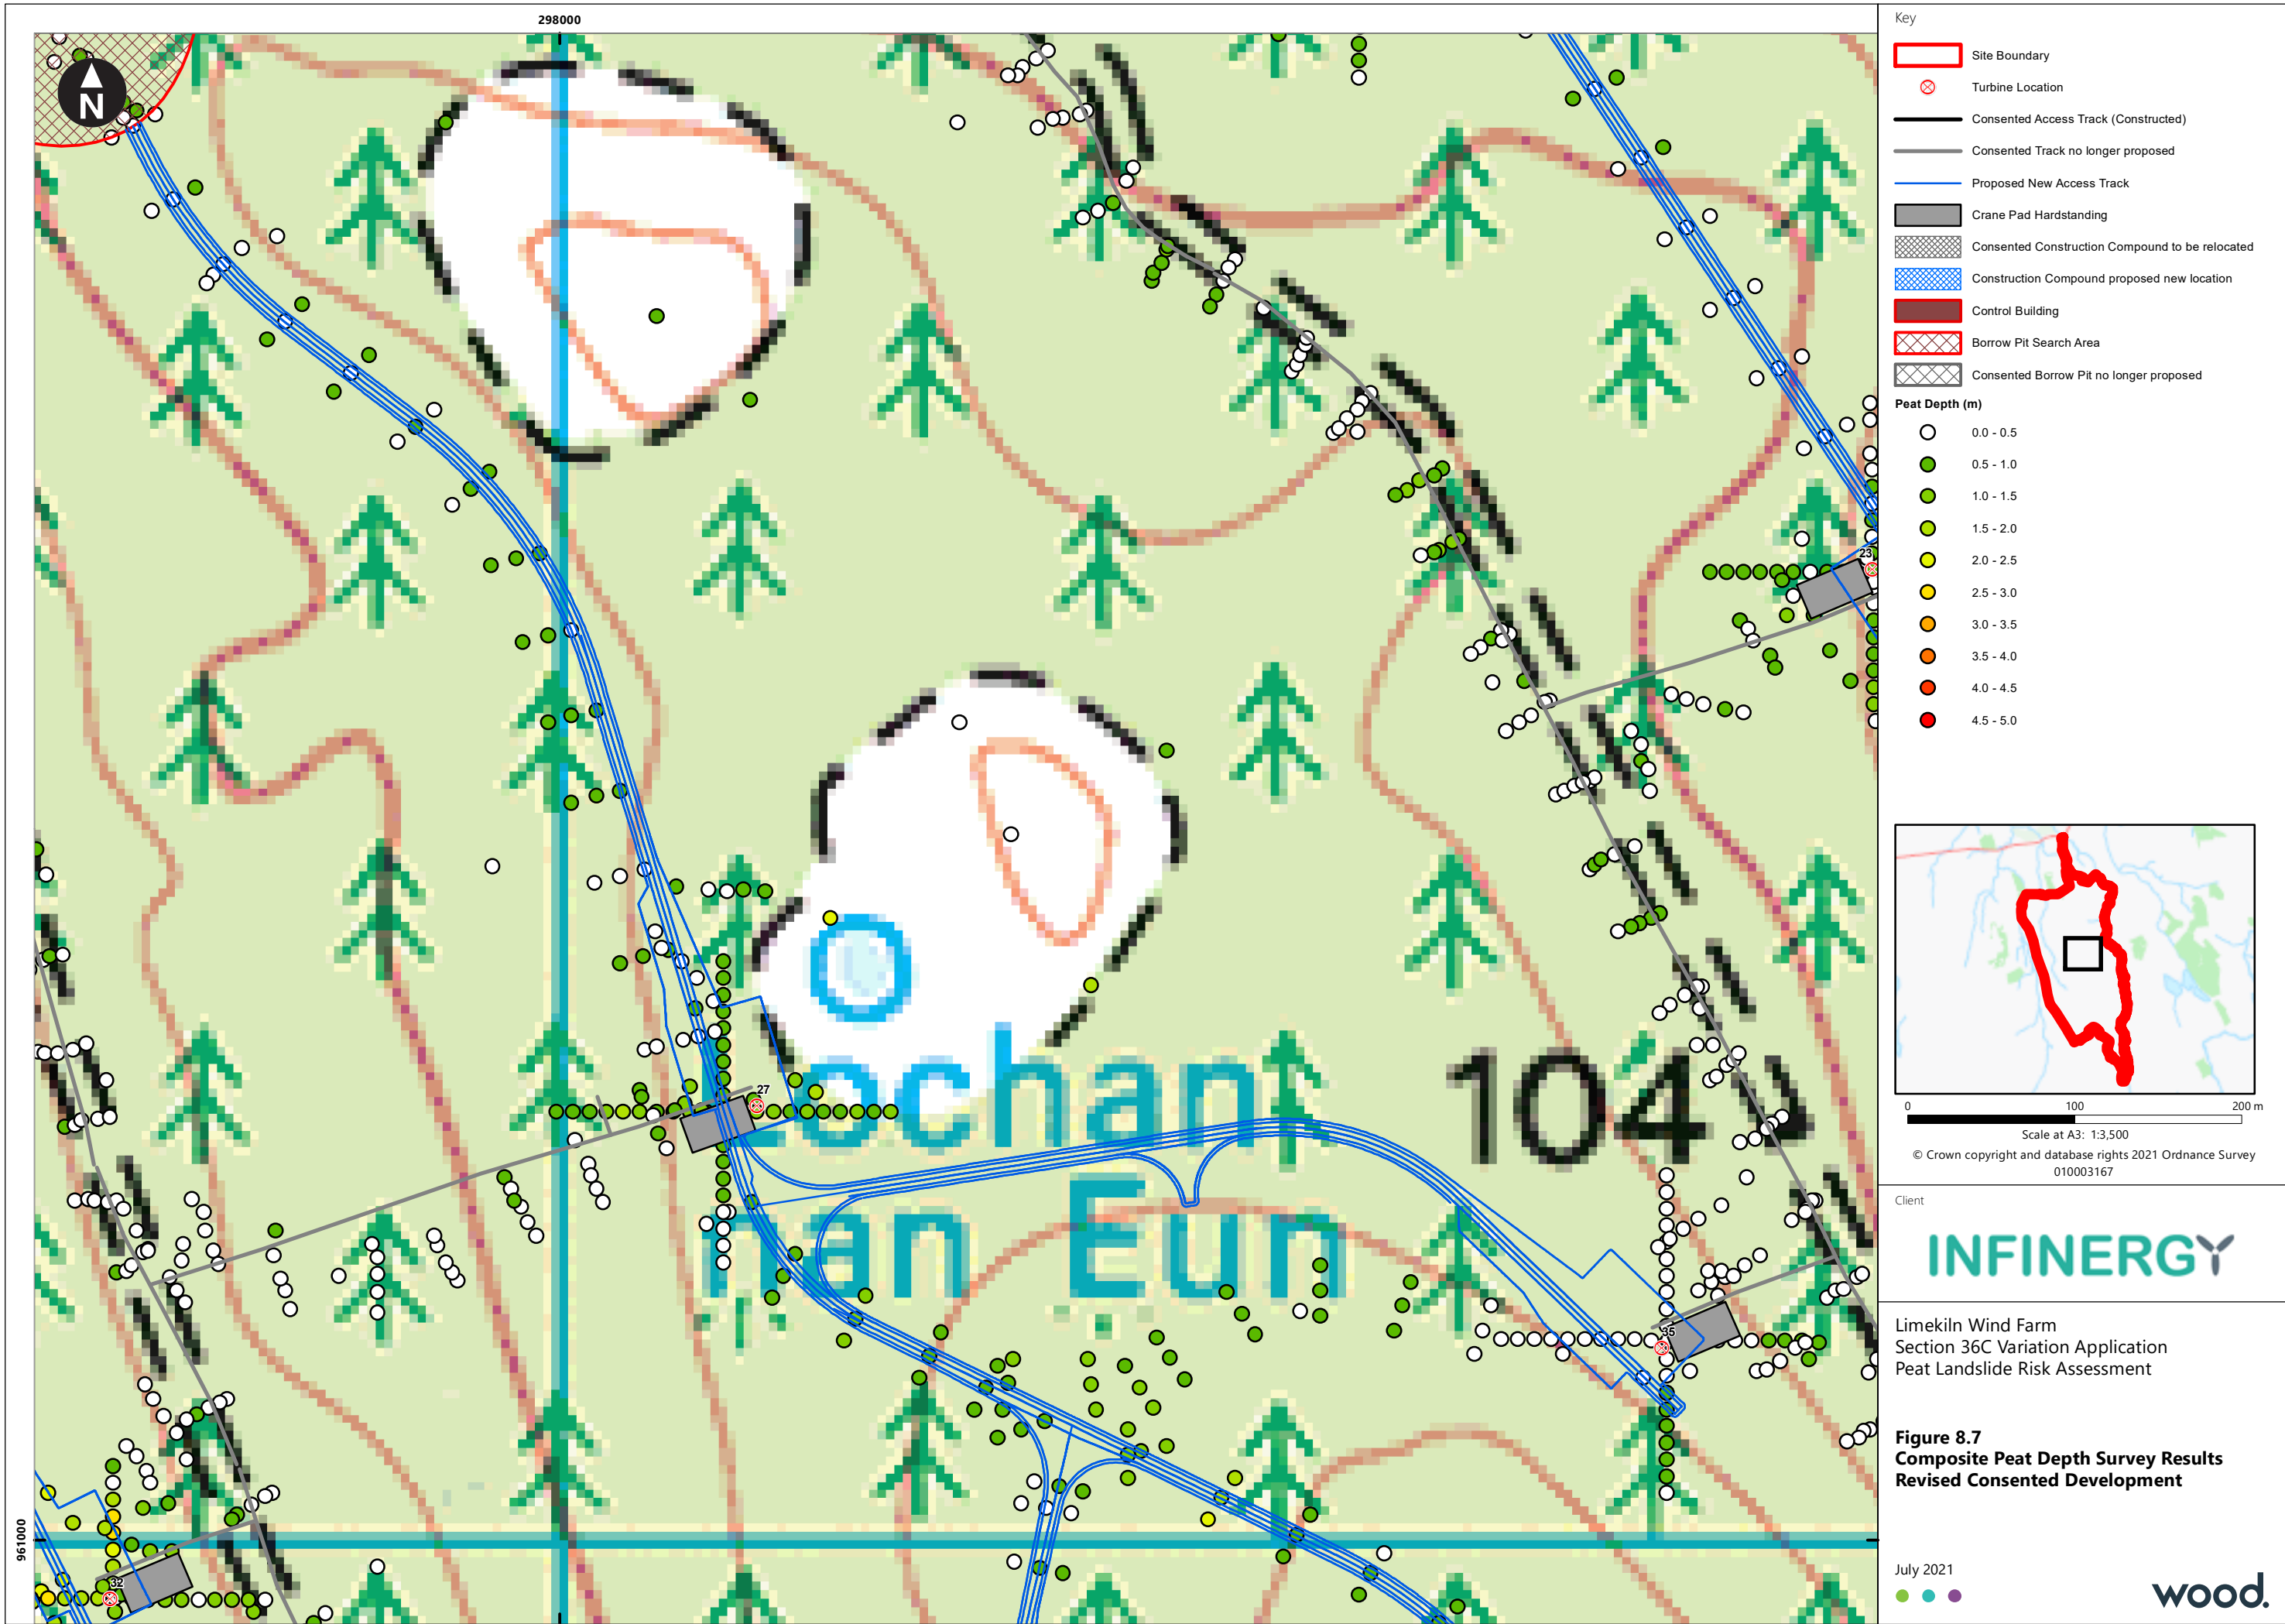 298000
961000
N
23
27
35
32
Lochan
nan Eun
104
Key
Site Boundary
Turbine Location
Consented Access Track (Constructed)
Consented Track no longer proposed
Proposed New Access Track
Crane Pad Hardstanding
Consented Construction Compound to be relocated
Construction Compound proposed new location
Control Building
Borrow Pit Search Area
Consented Borrow Pit no longer proposed
Peat Depth (m)
0.0 - 0.5
0.5 - 1.0
1.0 - 1.5
1.5 - 2.0
2.0 - 2.5
2.5 - 3.0
3.0 - 3.5
3.5 - 4.0
4.0 - 4.5
4.5 - 5.0
0 100 200 m
Scale at A3: 1:3,500
© Crown copyright and database rights 2021 Ordnance Survey
010003167
Client
INFINERGY
Limekiln Wind Farm
Section 36C Variation Application
Peat Landslide Risk Assessment
Figure 8.7
Composite Peat Depth Survey Results
Revised Consented Development
July 2021
wood.